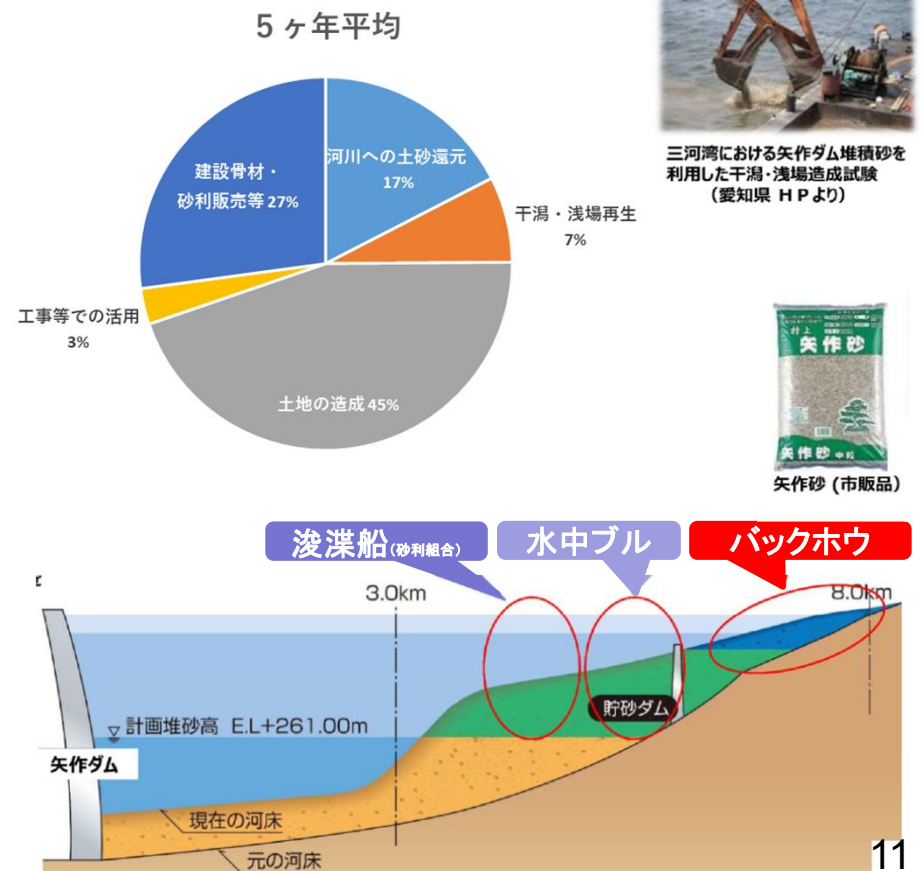 5ヶ年平均
河川への土砂還元
17%
建設骨材・
砂利販売等 27%
干潟・浅場再生
7%
工事等での活用
3%
土地の造成 45%
三河湾における矢作ダム堆積砂を
利用した干潟・浅場造成試験
（愛知県 HPより）
特上
矢作砂
矢作砂 中粒
矢作砂 (市販品)
浚渫船(砂利組合)
水中ブル
バックホウ
3.0km
8.0km
貯砂ダム
計画堆砂高 E.L+261.00m
矢作ダム
現在の河床
元の河床
11